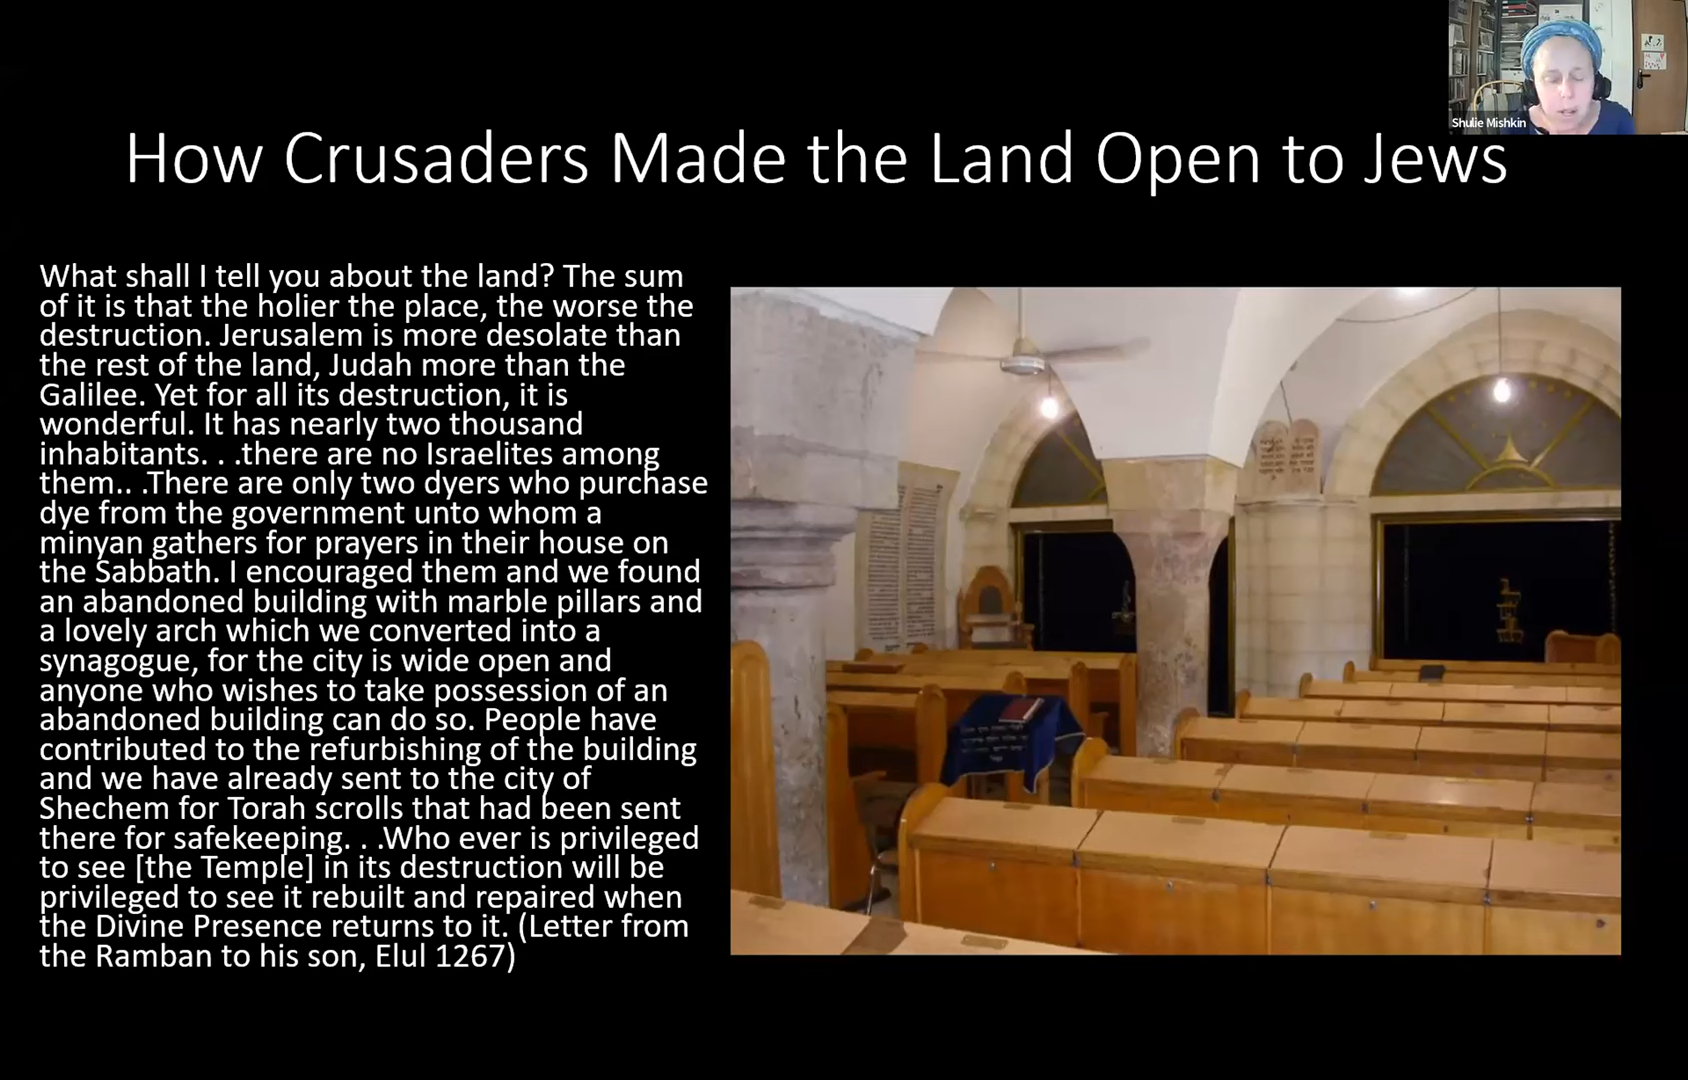 Shulie Mishkin
How Crusaders Made the Land Open to Jews
What shall I tell you about the land? The sum
of it is that the holier the place, the worse the
destruction. Jerusalem is more desolate than
the rest of the land, Judah more than the
Galilee. Yet for all its destruction, it is
wonderful. It has nearly two thousand
inhabitants. . .there are no Israelites among
them.. .There are only two dyers who purchase
dye from the government unto whom a
minyan gathers for prayers in their house on
the Sabbath. I encouraged them and we found
an abandoned building with marble pillars and
a lovely arch which we converted into a
synagogue, for the city is wide open and
anyone who wishes to take possession of an
abandoned building can do so. People have
contributed to the refurbishing of the building
and we have already sent to the city of
Shechem for Torah scrolls that had been sent
there for safekeeping. . .Who ever is privileged
to see [the Temple] in its destruction will be
privileged to see it rebuilt and repaired when
the Divine Presence returns to it. (Letter from
the Ramban to his son, Elul 1267)